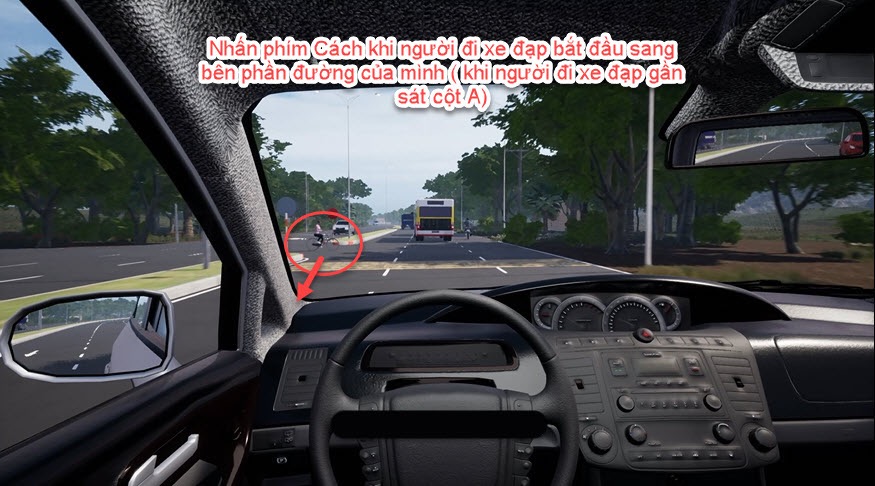 Nhấn phím Cách khi người đi xe đạp bắt đầu sang
bên phần đường của mình ( khi người đi xe đạp gần
sát cột A)